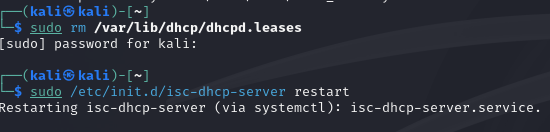 ┌──(kali㉿kali)-[~]
└─$ sudo rm /var/lib/dhcp/dhcpd.leases
[sudo] password for kali:
┌──(kali㉿kali)-[~]
└─$ sudo /etc/init.d/isc-dhcp-server restart
Restarting isc-dhcp-server (via systemctl): isc-dhcp-server.service.